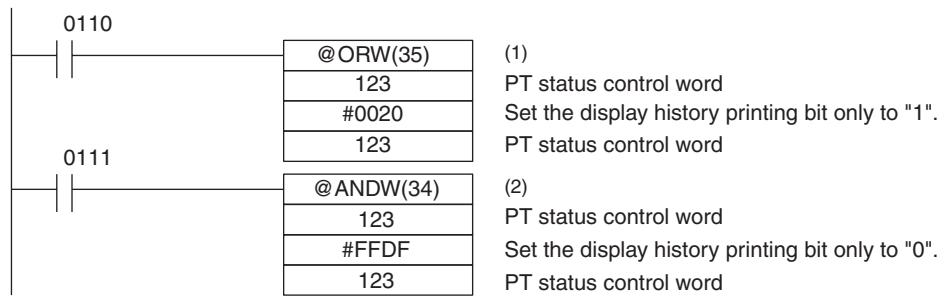 0110
@ORW(35) (1)
123 PT status control word
#0020 Set the display history printing bit only to "1".
123 PT status control word
0111
@ANDW(34) (2)
123 PT status control word
#FFDF Set the display history printing bit only to "0".
123 PT status control word